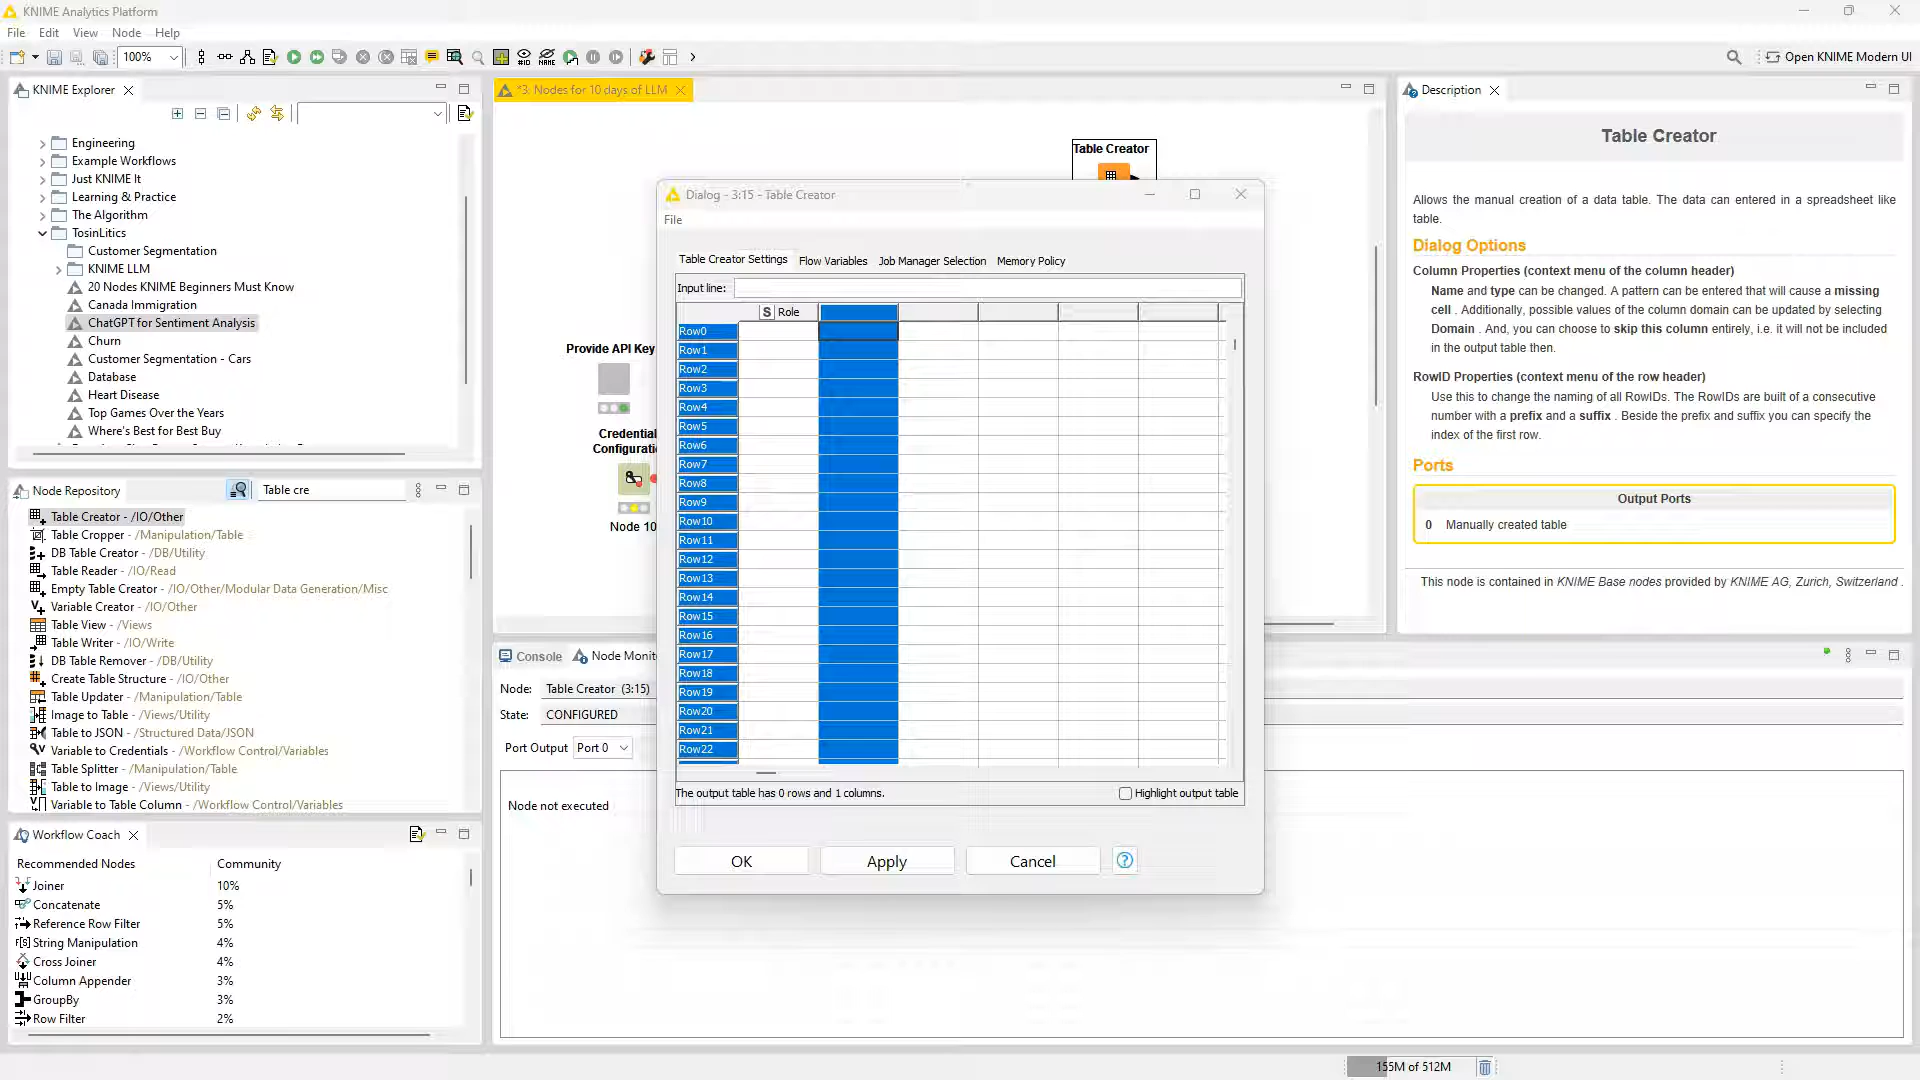 KNIME Analytics Platform
File Edit View Node Help
100%
Open KNIME Modern UI
KNIME Explorer
Engineering
Example Workflows
Just KNIME It
Learning & Practice
The Algorithm
TosinLitics
Customer Segmentation
KNIME LLM
20 Nodes KNIME Beginners Must Know
Canada Immigration
ChatGPT for Sentiment Analysis
Churn
Customer Segmentation - Cars
Database
Heart Disease
Top Games Over the Years
Where's Best for Best Buy
Node Repository
Table cre
Table Creator - /IO/Other
Table Cropper - /Manipulation/Table
DB Table Creator - /DB/Utility
Table Reader - /IO/Read
Empty Table Creator - /IO/Other/Modular Data Generation/Misc
Variable Creator - /IO/Other
Table View - /Views
Table Writer - /IO/Write
DB Table Remover - /DB/Utility
Create Table Structure - /IO/Other
Table Updater - /Manipulation/Table
Image to Table - /Views/Utility
Table to JSON - /Structured Data/JSON
Variable to Credentials - /Workflow Control/Variables
Table Splitter - /Manipulation/Table
Table to Image - /Views/Utility
Variable to Table Column - /Workflow Control/Variables
Workflow Coach
Recommended Nodes Community
Joiner 10%
Concatenate 5%
Reference Row Filter 5%
String Manipulation 4%
Cross Joiner 4%
Column Appender 3%
GroupBy 3%
Row Filter 2%
*3: Nodes for 10 days of LLM
Table Creator
Provide API Key
Credential
Configurati
Node 10
Dialog - 3:15 - Table Creator
File
Table Creator Settings Flow Variables Job Manager Selection Memory Policy
Input line:
S Role
Row0
Row1
Row2
Row3
Row4
Row5
Row6
Row7
Row8
Row9
Row10
Row11
Row12
Row13
Row14
Row15
Row16
Row17
Row18
Row19
Row20
Row21
Row22
The output table has 0 rows and 1 columns.
Highlight output table
OK Apply Cancel ?
Console Node Monit
Node: Table Creator (3:15)
State: CONFIGURED
Port Output Port 0
Node not executed
Description
Table Creator
Allows the manual creation of a data table. The data can entered in a spreadsheet like
table.
Dialog Options
Column Properties (context menu of the column header)
Name and type can be changed. A pattern can be entered that will cause a missing
cell . Additionally, possible values of the column domain can be updated by selecting
Domain . And, you can choose to skip this column entirely, i.e. it will not be included
in the output table then.
RowID Properties (context menu of the row header)
Use this to change the naming of all RowIDs. The RowIDs are built of a consecutive
number with a prefix and a suffix . Beside the prefix and suffix you can specify the
index of the first row.
Ports
Output Ports
0 Manually created table
This node is contained in KNIME Base nodes provided by KNIME AG, Zurich, Switzerland .
155M of 512M